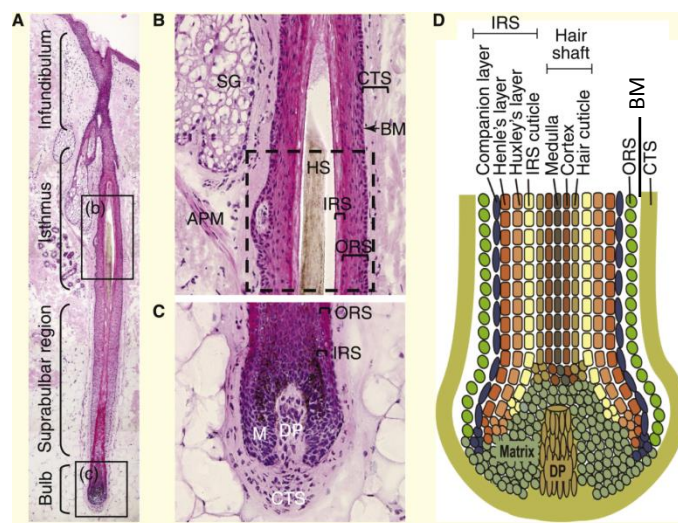 A
Infundibulum
Isthmus
(b)
Suprabulbar region
Bulb
(c)
B
SG
CTS
BM
HS
APM
IRS
ORS
C
ORS
IRS
M
DP
CTS
D
IRS
Hair
shaft
Companion layer
Henle's layer
Huxley's layer
IRS cuticle
Medulla
Cortex
Hair cuticle
ORS
BM
CTS
Matrix
DP